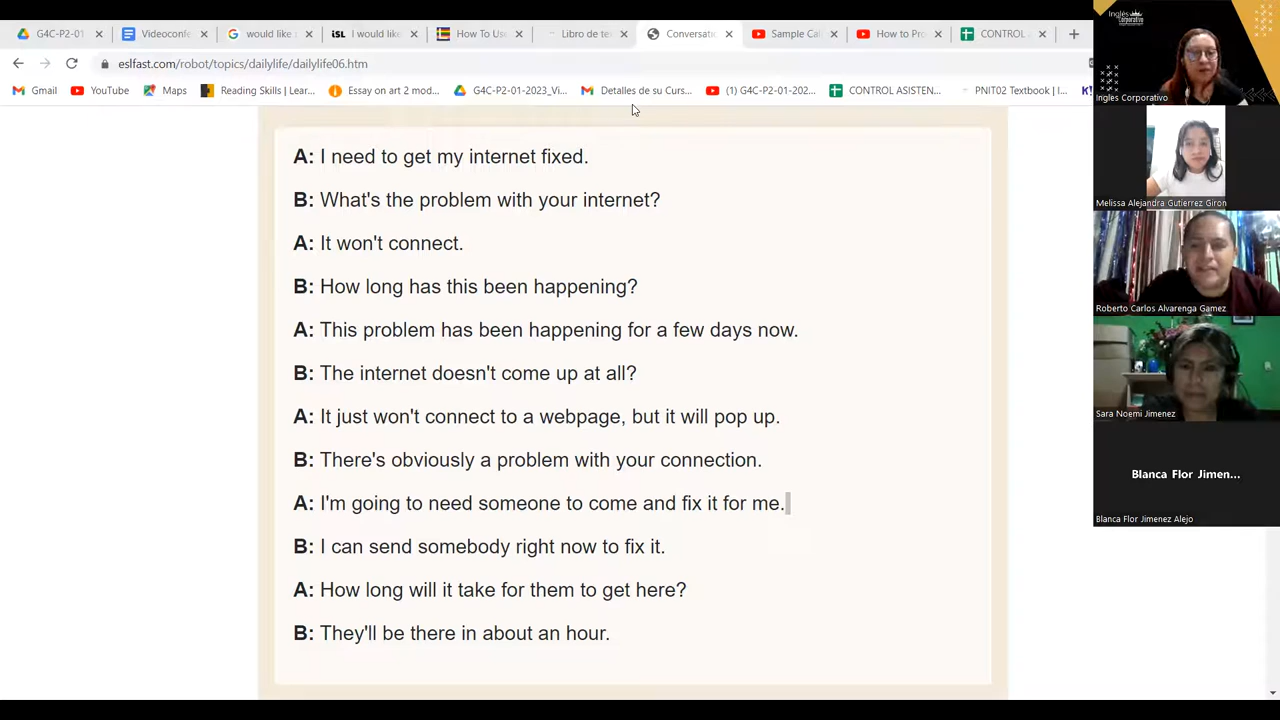 G4C-P2-01
Videoconfe
would like
I would like
How To Use
Libro de te
Conversatio
Sample Cal
How to Pro
CONTROL
eslfast.com/robot/topics/dailylife/dailylife06.htm
Gmail
YouTube
Maps
Reading Skills | Lear...
Essay on art 2 mod...
G4C-P2-01-2023_Vi...
Detalles de su Curs...
(1) G4C-P2-01-202...
CONTROL ASISTEN...
PNIT02 Textbook | I...
A: I need to get my internet fixed.
B: What's the problem with your internet?
A: It won't connect.
B: How long has this been happening?
A: This problem has been happening for a few days now.
B: The internet doesn't come up at all?
A: It just won't connect to a webpage, but it will pop up.
B: There's obviously a problem with your connection.
A: I'm going to need someone to come and fix it for me.
B: I can send somebody right now to fix it.
A: How long will it take for them to get here?
B: They'll be there in about an hour.
Inglés
Corporativo
Ingles Corporativo
Melissa Alejandra Gutierrez Giron
Roberto Carlos Alvarenga Gamez
Sara Noemi Jimenez
Blanca Flor Jimen...
Blanca Flor Jimenez Alejo